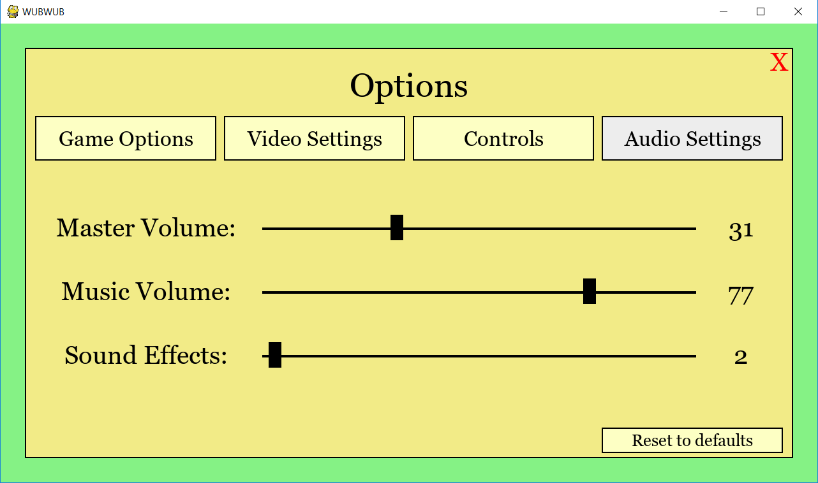 WUBWUB
X
Options
Game Options Video Settings Controls Audio Settings
Master Volume: 31
Music Volume: 77
Sound Effects: 2
Reset to defaults